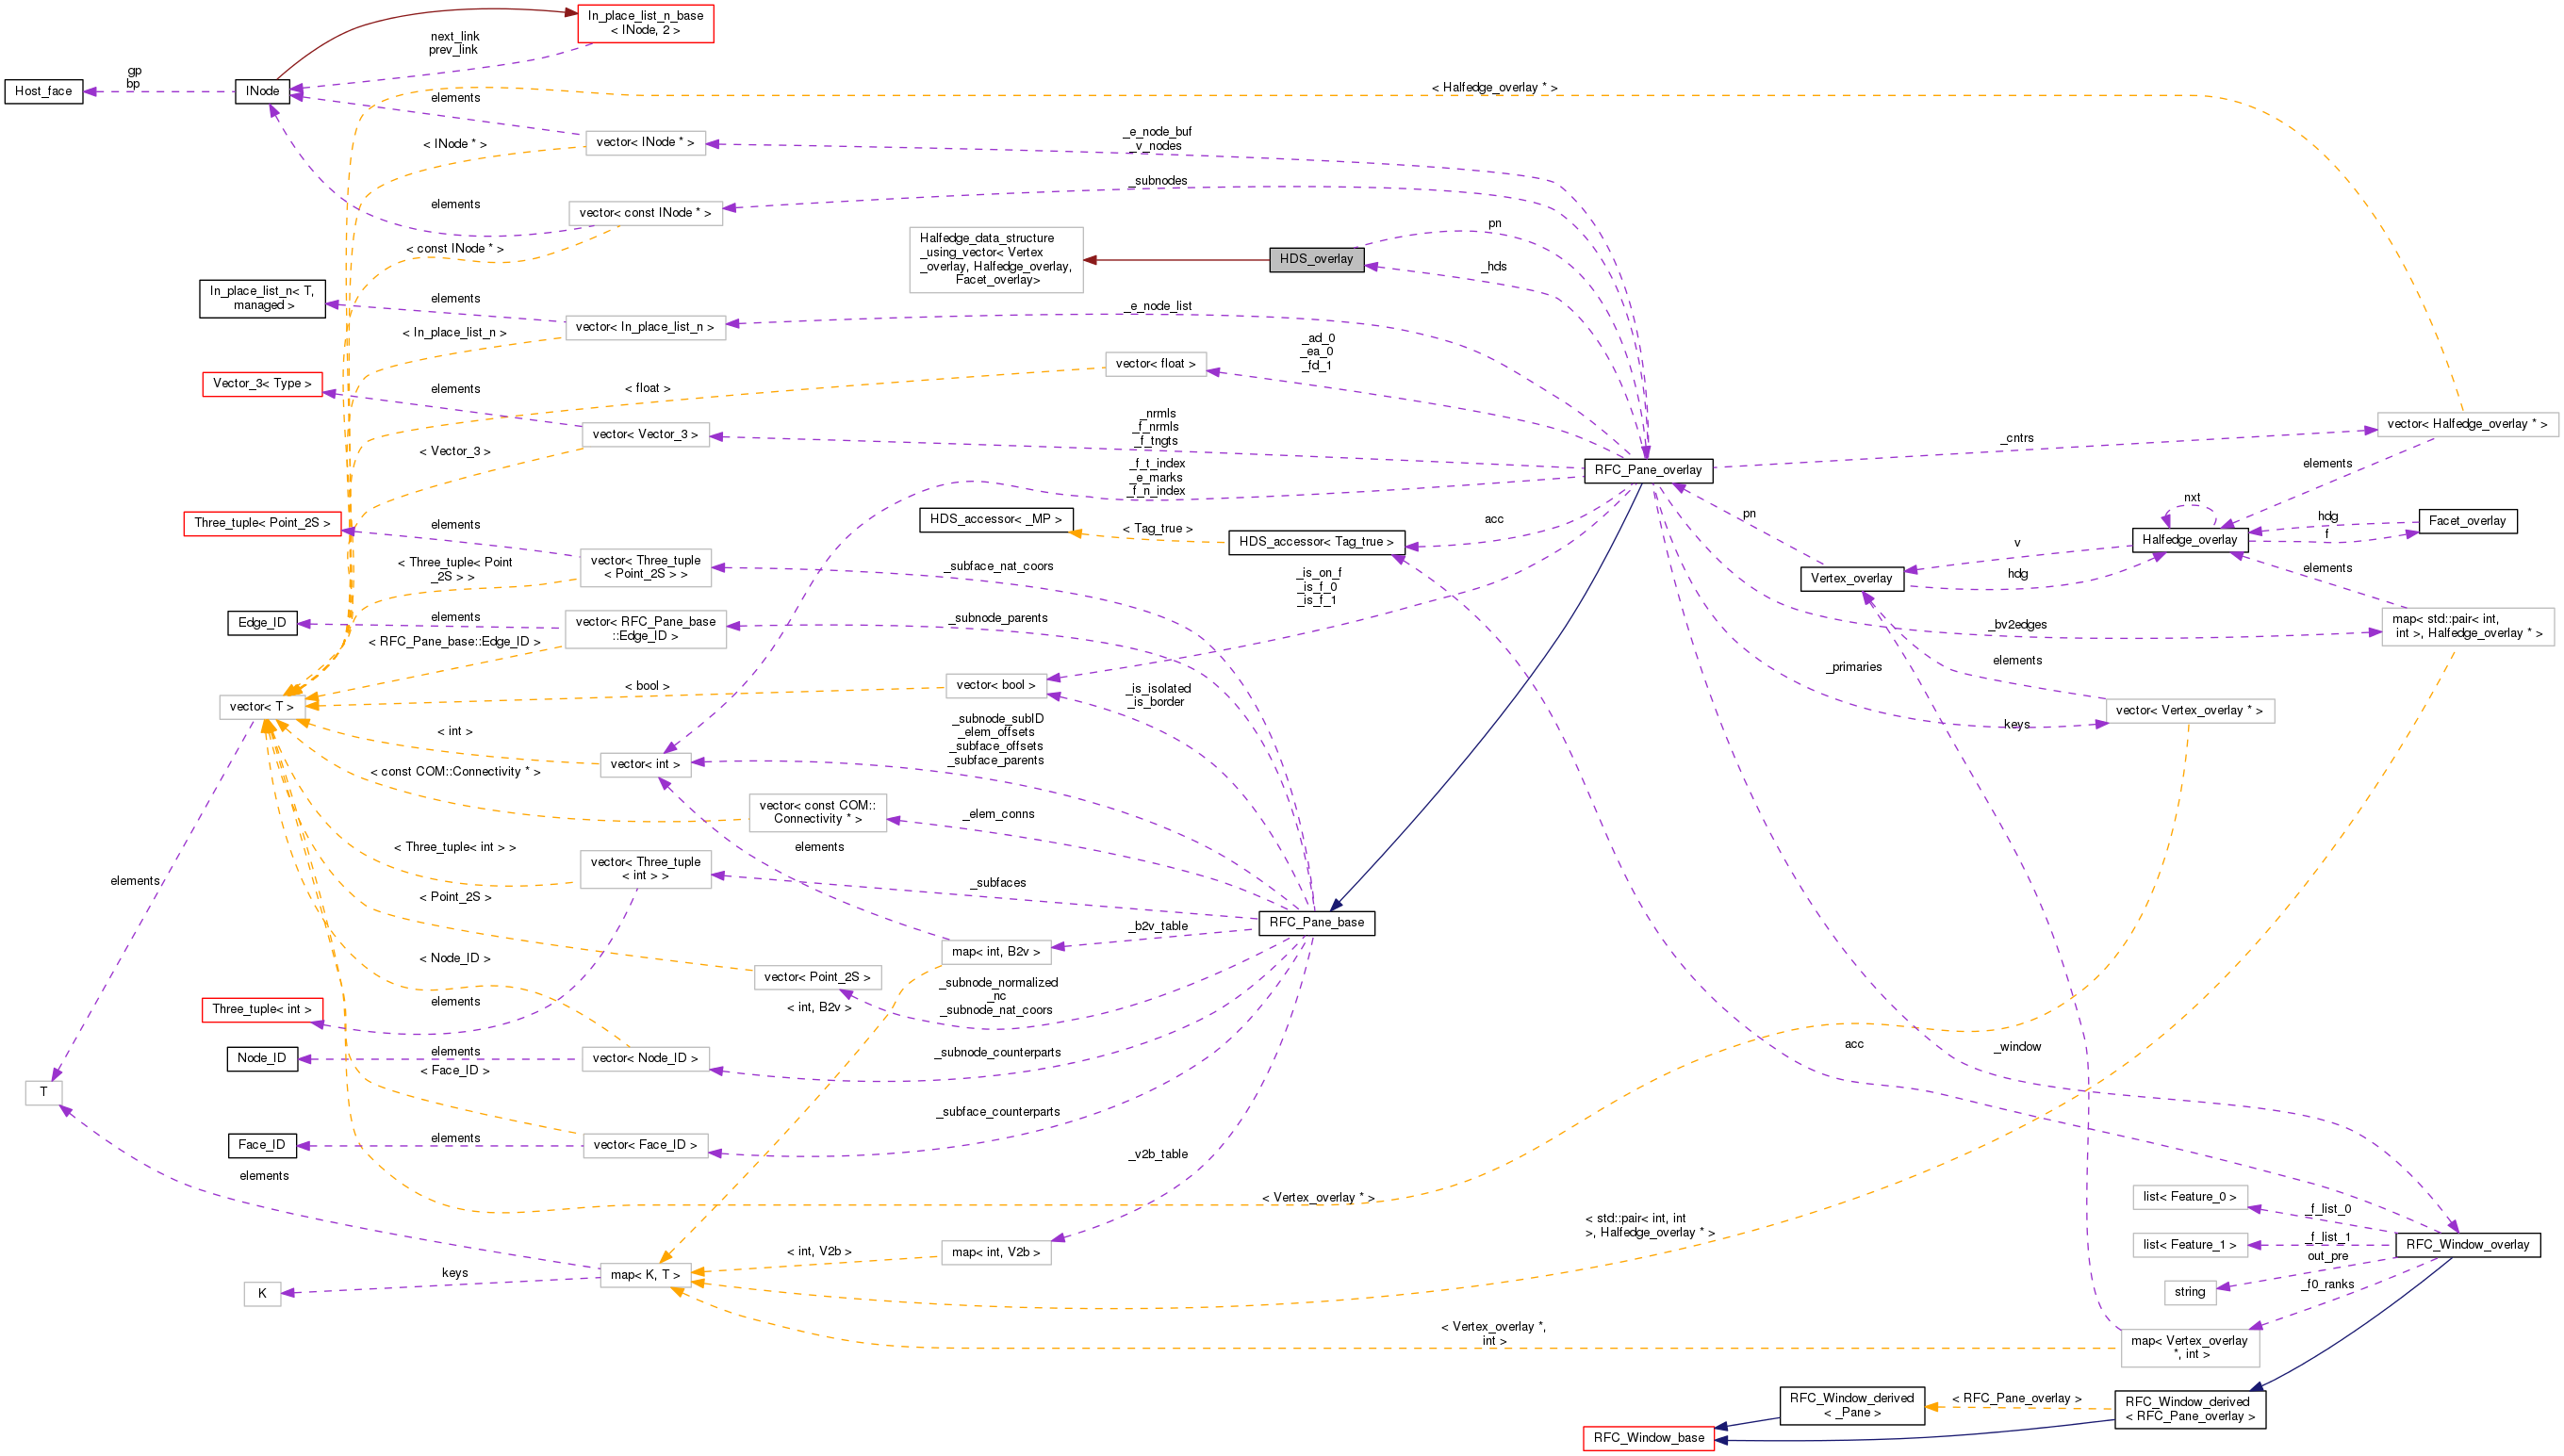 In_place_list_n_base
< INode, 2 >
next_link
prev_link
gp
bp
Host_face
INode
elements
< Halfedge_overlay * >
_e_node_buf
_v_nodes
vector< INode * >
< INode * >
_subnodes
elements
vector< const INode * >
< const INode * >
pn
Halfedge_data_structure
_using_vector< Vertex
_overlay, Halfedge_overlay,
Facet_overlay>
HDS_overlay
_hds
In_place_list_n< T,
managed >
elements
_e_node_list
vector< In_place_list_n >
< In_place_list_n >
_ad_0
_ea_0
_fd_1
vector< float >
< float >
Vector_3< Type >
elements
_nrmls
_f_nrmls
_f_tngts
vector< Vector_3 >
< Vector_3 >
vector< Halfedge_overlay * >
_cntrs
RFC_Pane_overlay
_f_t_index
_e_marks
_f_n_index
elements
nxt
Three_tuple< Point_2S >
elements
HDS_accessor< _MP >
< Tag_true >
HDS_accessor< Tag_true >
acc
pn
Halfedge_overlay
hdg
f
Facet_overlay
vector< Three_tuple
< Point_2S > >
< Three_tuple< Point
_2S > >
_subface_nat_coors
_is_on_f
_is_f_0
_is_f_1
v
hdg
Vertex_overlay
elements
Edge_ID
elements
vector< RFC_Pane_base
::Edge_ID >
< RFC_Pane_base::Edge_ID >
_subnode_parents
_bv2edges
map< std::pair< int,
int >, Halfedge_overlay * >
_primaries
elements
vector< T >
< bool >
vector< bool >
_is_isolated
_is_border
vector< Vertex_overlay * >
keys
< int >
vector< int >
_subnode_subID
_elem_offsets
_subface_offsets
_subface_parents
< const COM::Connectivity * >
vector< const COM::
Connectivity * >
_elem_conns
elements
< Three_tuple< int > >
vector< Three_tuple
< int > >
_subfaces
elements
< Point_2S >
RFC_Pane_base
_b2v_table
map< int, B2v >
< Node_ID >
vector< Point_2S >
_subnode_normalized
_nc
_subnode_nat_coors
< int, B2v >
Three_tuple< int >
elements
Node_ID
elements
vector< Node_ID >
_subnode_counterparts
acc
_window
< Face_ID >
T
_subface_counterparts
Face_ID
elements
vector< Face_ID >
_v2b_table
elements
< Vertex_overlay * >
list< Feature_0 >
_f_list_0
< std::pair< int, int
>, Halfedge_overlay * >
list< Feature_1 >
_f_list_1
RFC_Window_overlay
< int, V2b >
map< int, V2b >
out_pre
map< K, T >
keys
K
string
_f0_ranks
< Vertex_overlay *,
int >
map< Vertex_overlay
*, int >
RFC_Window_derived
< _Pane >
< RFC_Pane_overlay >
RFC_Window_derived
< RFC_Pane_overlay >
RFC_Window_base